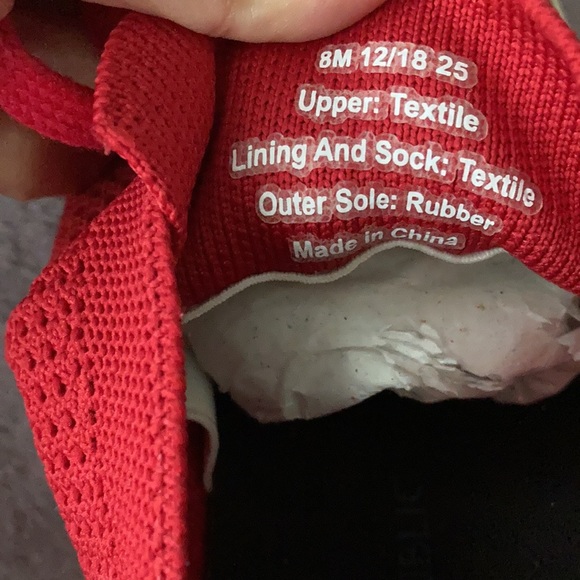 8M 12/18 25
Upper: Textile
Lining And Sock: Textile
Outer Sole: Rubber
Made in China